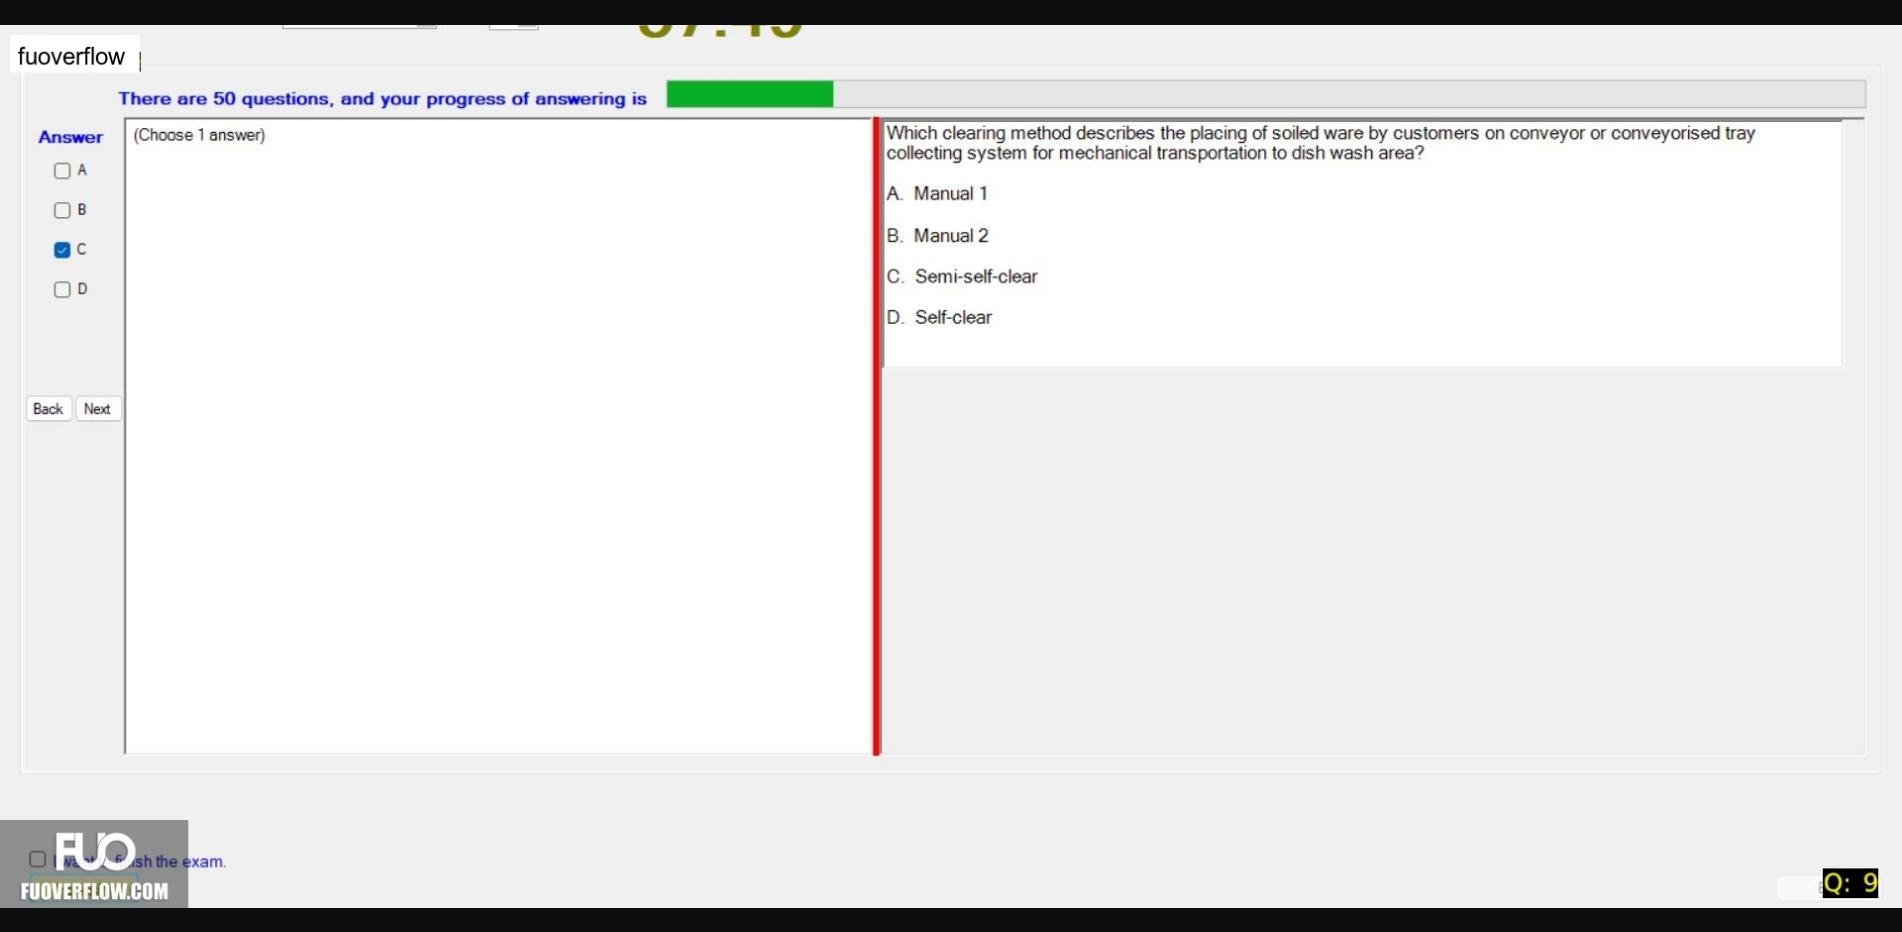 fuoverflow
There are 50 questions, and your progress of answering is
Answer
(Choose 1 answer)
A
B
C
D
Back Next
Which clearing method describes the placing of soiled ware by customers on conveyor or conveyorised tray
collecting system for mechanical transportation to dish wash area?
A. Manual 1
B. Manual 2
C. Semi-self-clear
D. Self-clear
FUO
sh the exam.
FUOVERFLOW.COM
Q: 9